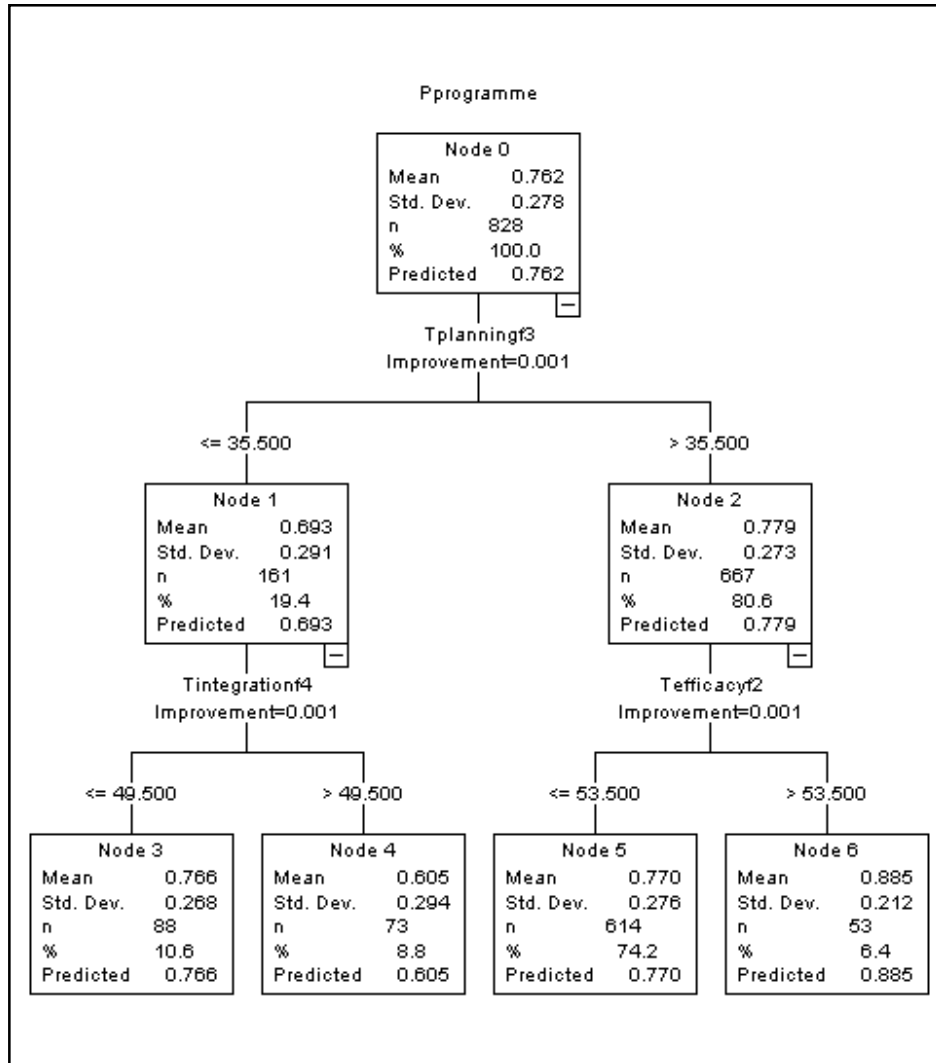 Pprogramme
Node 0
Mean 0.762
Std. Dev. 0.278
n 828
% 100.0
Predicted 0.762
Tplanningf3
Improvement=0.001
<= 35.500
> 35.500
Node 1
Mean 0.693
Std. Dev. 0.291
n 161
% 19.4
Predicted 0.693
Node 2
Mean 0.779
Std. Dev. 0.273
n 667
% 80.6
Predicted 0.779
Tintegrationf4
Improvement=0.001
Tefficacyf2
Improvement=0.001
<= 49.500
> 49.500
<= 53.500
> 53.500
Node 3
Mean 0.766
Std. Dev. 0.268
n 88
% 10.6
Predicted 0.766
Node 4
Mean 0.605
Std. Dev. 0.294
n 73
% 8.8
Predicted 0.605
Node 5
Mean 0.770
Std. Dev. 0.276
n 614
% 74.2
Predicted 0.770
Node 6
Mean 0.885
Std. Dev. 0.212
n 53
% 6.4
Predicted 0.885